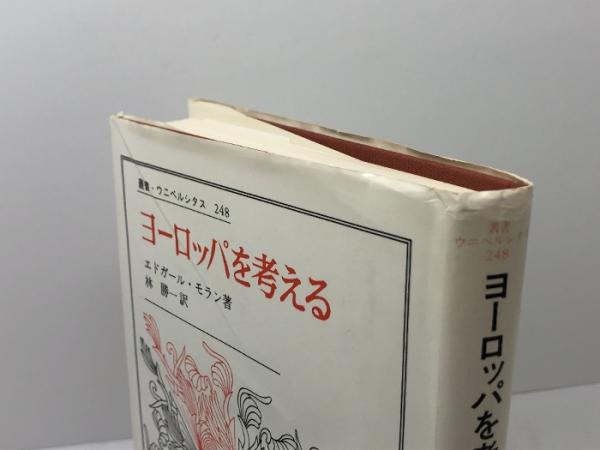 叢書・ウニベルシタス 248
ヨーロッパを考える
エドガール・モラン著
林 勝一訳
叢書
ウニベルシタ
248
ヨーロッパを考